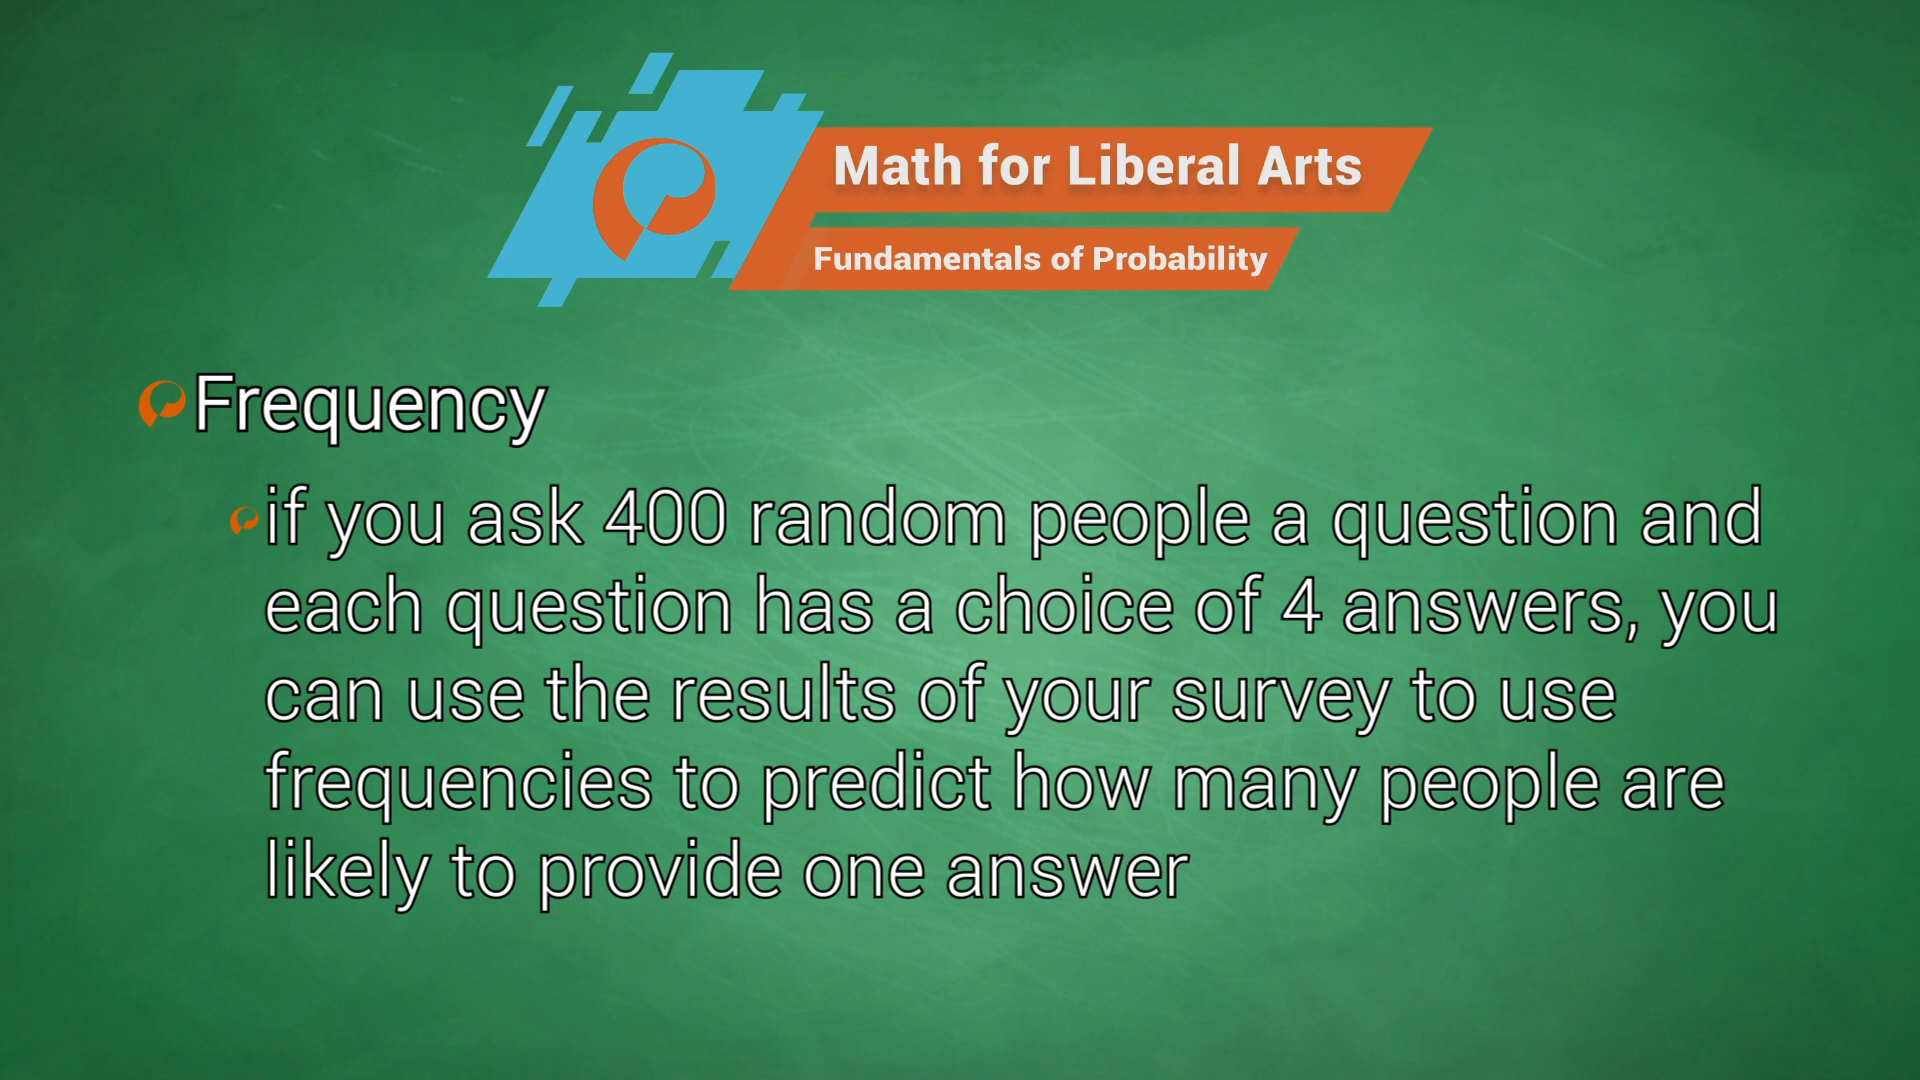 Math for Liberal Arts
Fundamentals of Probability
Frequency
if you ask 400 random people a question and
each question has a choice of 4 answers, you
can use the results of your survey to use
frequencies to predict how many people are
likely to provide one answer